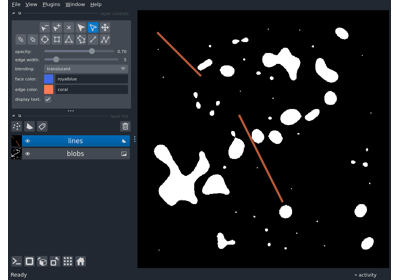 File View Plugins Window Help
opacity: 0.70
edge width:
blending: translucent
face color: royalblue
edge color: coral
display text: ✓
lines
blobs
Ready
activity